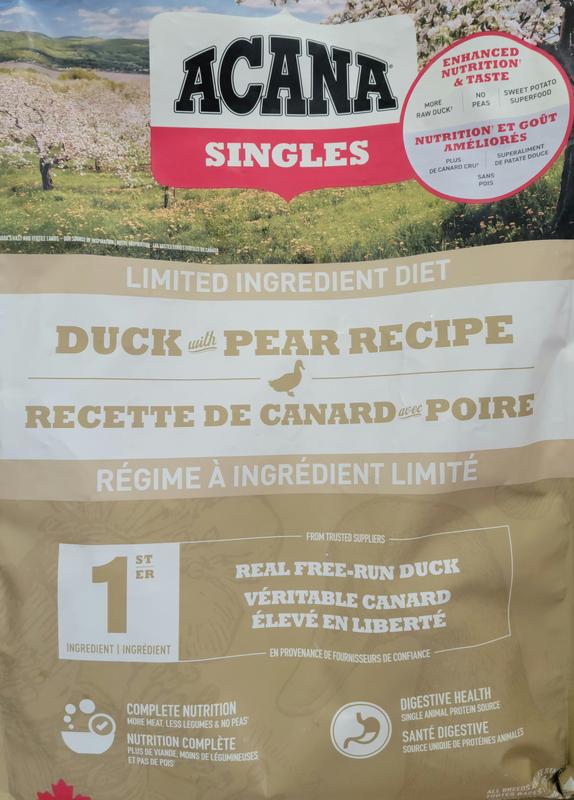 ACANA®
SINGLES
ENHANCED
NUTRITION†
& TASTE
MORE
RAW DUCK†
NO
PEAS
SWEET POTATO
SUPERFOOD
NUTRITION† ET GOÛT
AMÉLIORÉS
PLUS
DE CANARD CRU†
SUPERALIMENT
DE PATATE DOUCE
SANS
POIS
LIMITED INGREDIENT DIET
DUCK with PEAR RECIPE
RECETTE DE CANARD avec POIRE
RÉGIME À INGRÉDIENT LIMITÉ
FROM TRUSTED SUPPLIERS
1 ST
ER
INGREDIENT | INGRÉDIENT
REAL FREE-RUN DUCK
VÉRITABLE CANARD
ÉLEVÉ EN LIBERTÉ
EN PROVENANCE DE FOURNISSEURS DE CONFIANCE
COMPLETE NUTRITION
MORE MEAT, LESS LEGUMES & NO PEAS†
NUTRITION COMPLÈTE
PLUS DE VIANDE, MOINS DE LÉGUMINEUSES
ET PAS DE POIS†
DIGESTIVE HEALTH
SINGLE ANIMAL PROTEIN SOURCE
SANTÉ DIGESTIVE
SOURCE UNIQUE DE PROTÉINES ANIMALES
ALL BREEDS